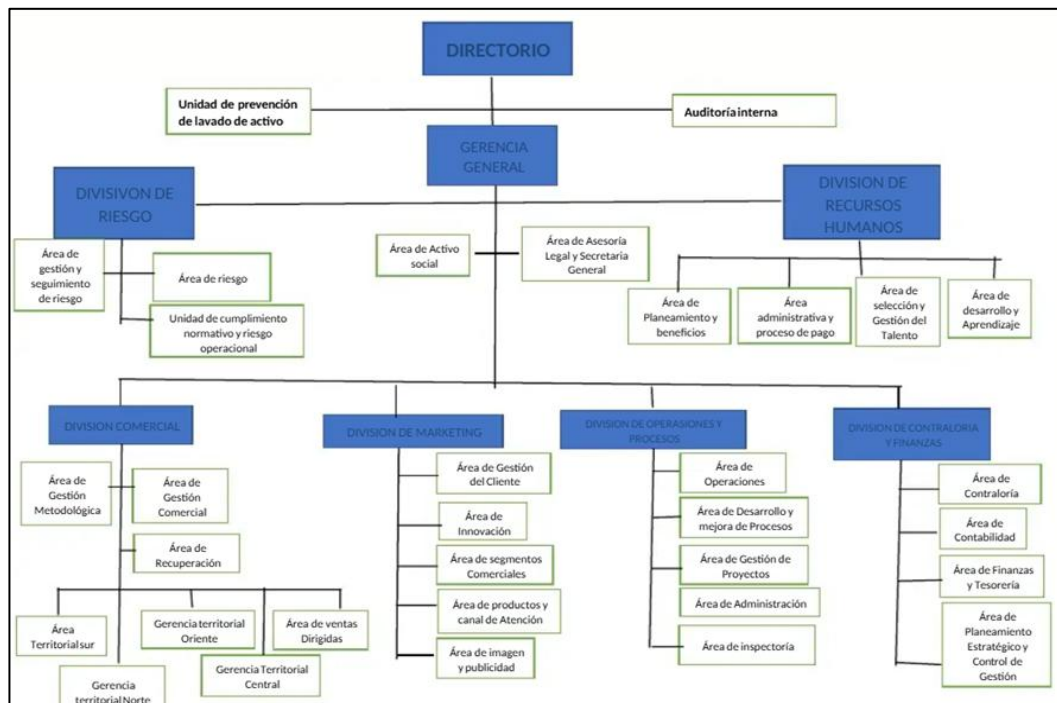 DIRECTORIO
Unidad de prevención
de lavado de activo
Auditoría interna
GERENCIA
GENERAL
DIVISIVON DE
RIESGO
DIVISION DE
RECURSOS
HUMANOS
Área de
gestión y
seguimiento
de riesgo
Área de riesgo
Unidad de cumplimiento
normativo y riesgo
operacional
Área de Activo
social
Área de Asesoría
Legal y Secretaria
General
Área de
Planeamiento y
beneficios
Área
administrativa y
proceso de pago
Área de
selección y
Gestión del
Talento
Área de
desarrollo y
Aprendizaje
DIVISION COMERCIAL
DIVISION DE MARKETING
DIVISION DE OPERASIONES Y
PROCESOS
DIVISION DE CONTRALORIA
Y FINANZAS
Área de
Gestión
Metodológica
Área de
Gestión
Comercial
Área de
Recuperación
Área
Territorial sur
Gerencia territorial
Oriente
Área de ventas
Dirigidas
Gerencia
territorial Norte
Gerencia Territorial
Central
Área de Gestión
del Cliente
Área de
Innovación
Área de segmentos
Comerciales
Área de productos y
canal de Atención
Área de imagen
y publicidad
Área de
Operaciones
Área de Desarrollo y
mejora de Procesos
Área de Gestión de
Proyectos
Área de Administración
Área de inspectoría
Área de
Contraloría
Área de
Contabilidad
Área de Finanzas
y Tesorería
Área de
Planeamiento
Estratégico y
Control de
Gestión